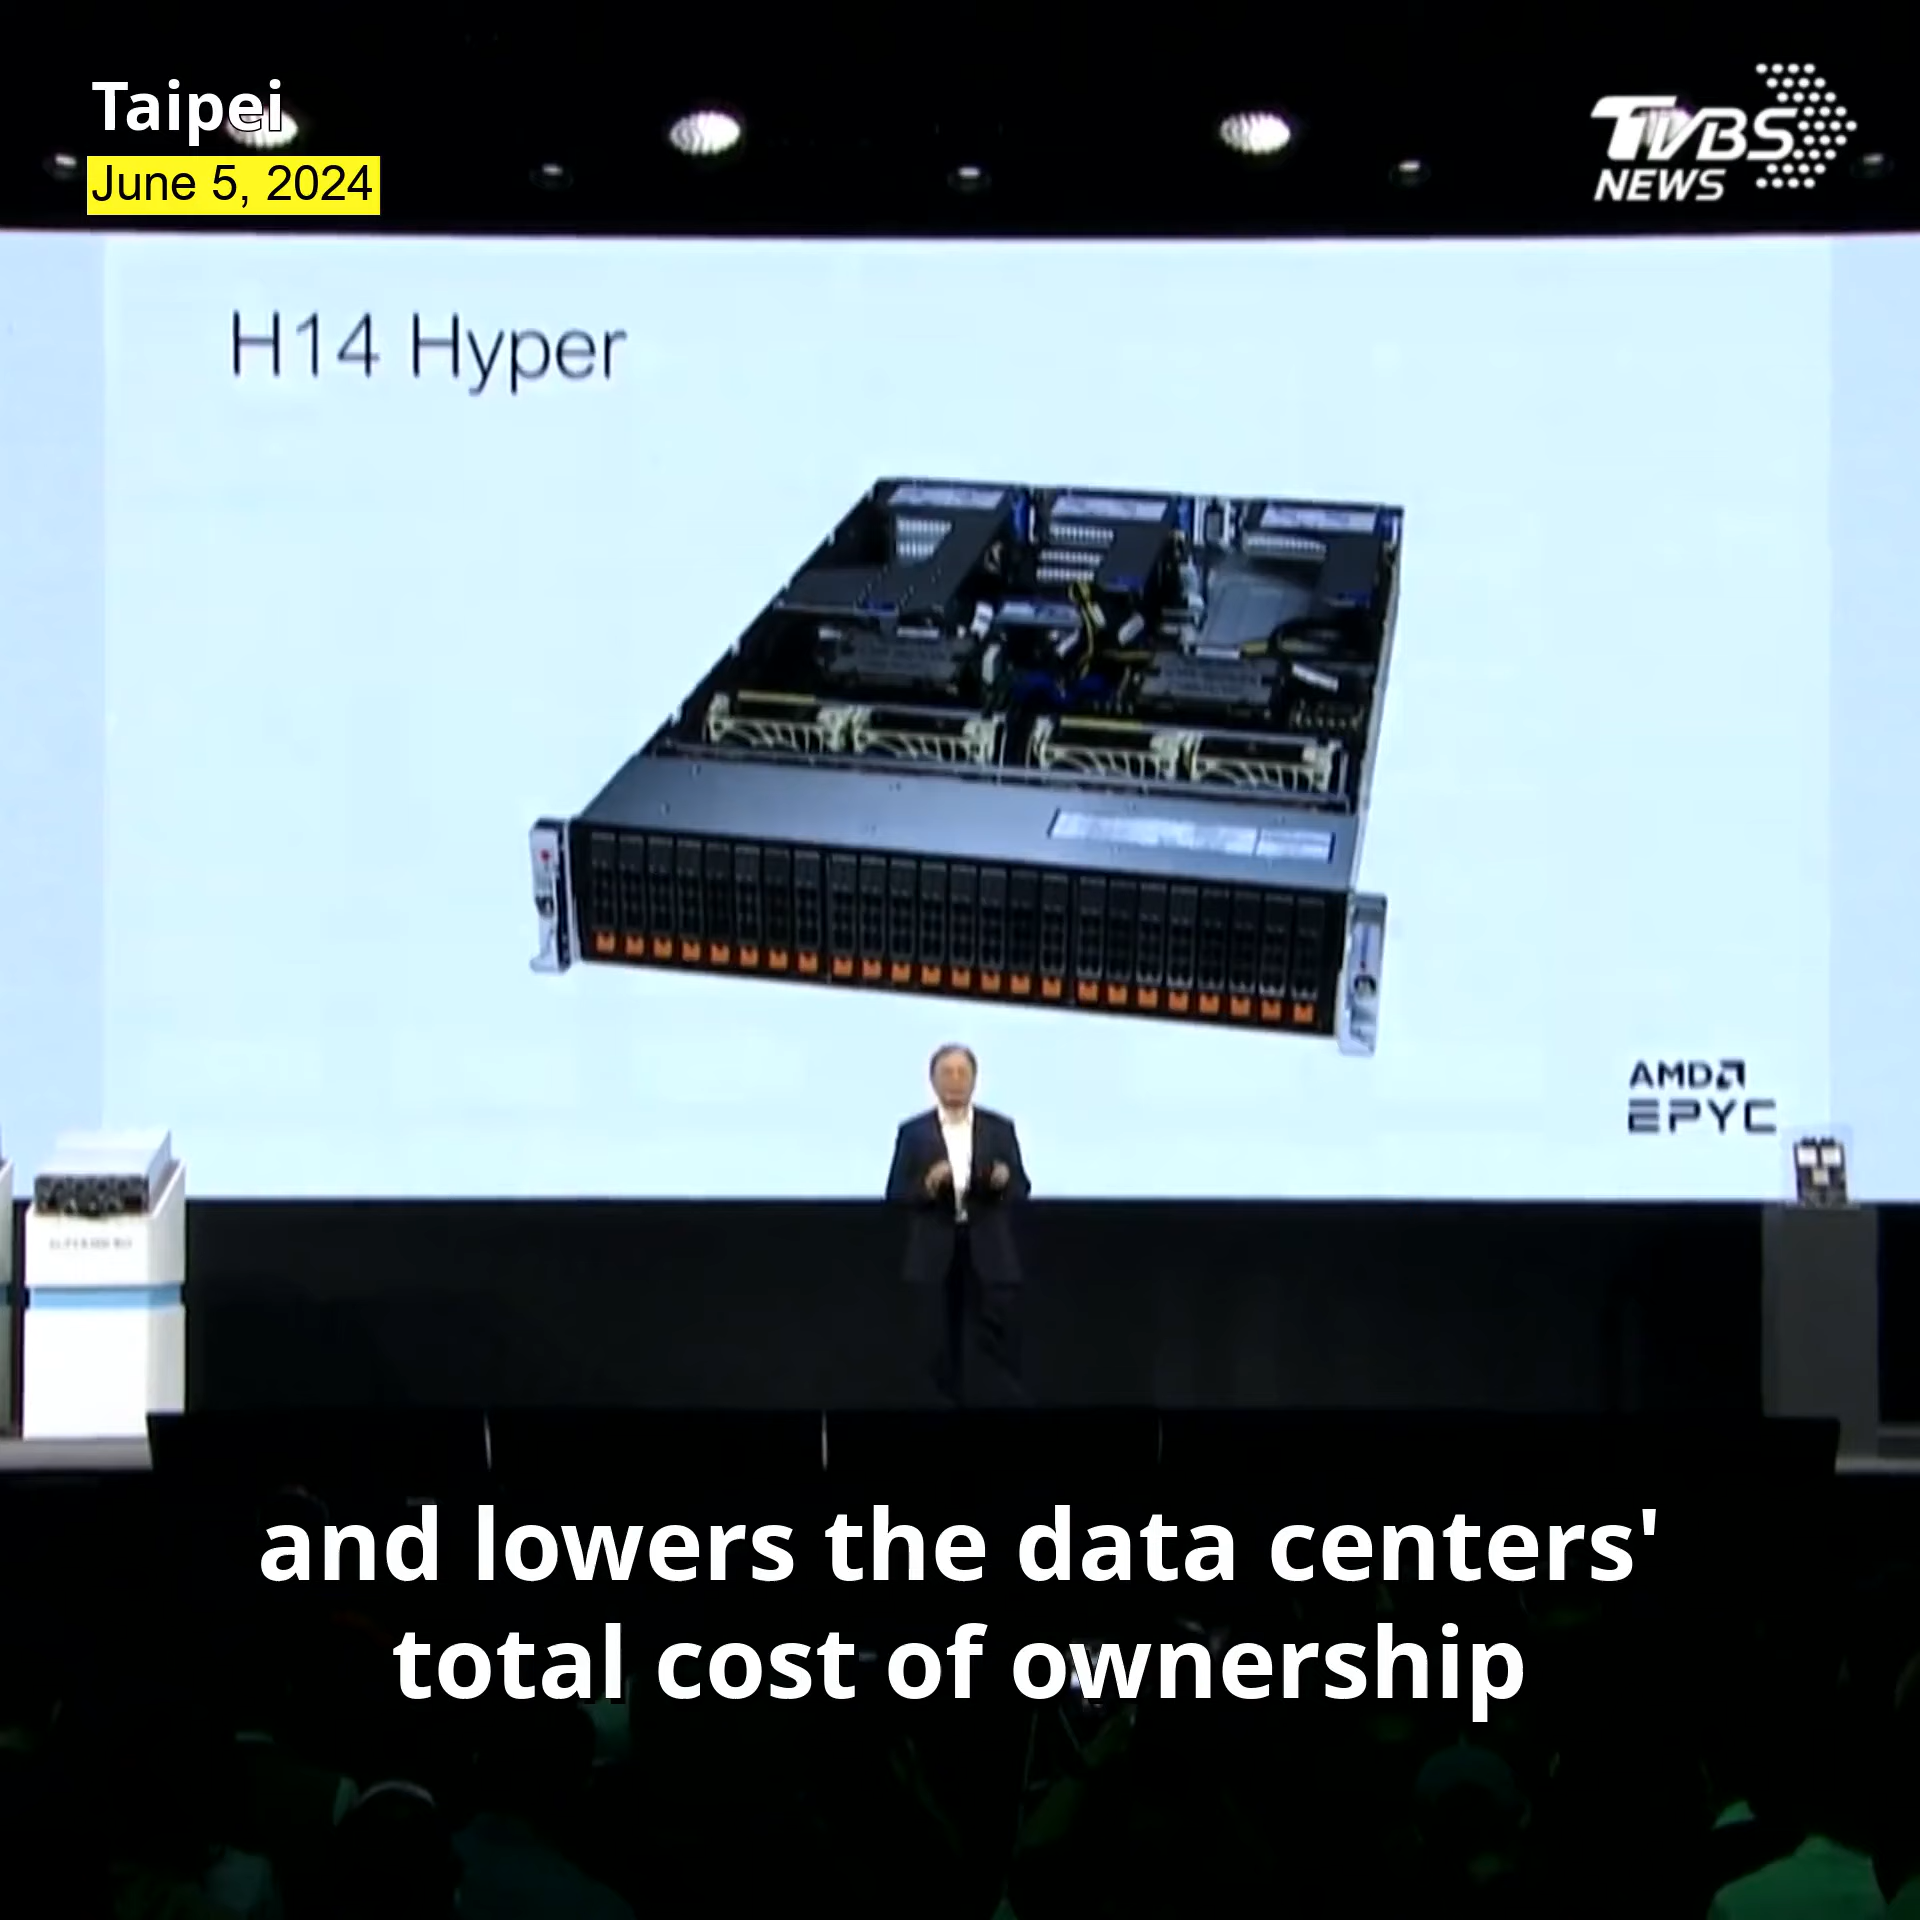 Taipei
June 5, 2024
TVBS
NEWS
H14 Hyper
AMD
EPYC
and lowers the data centers'
total cost of ownership